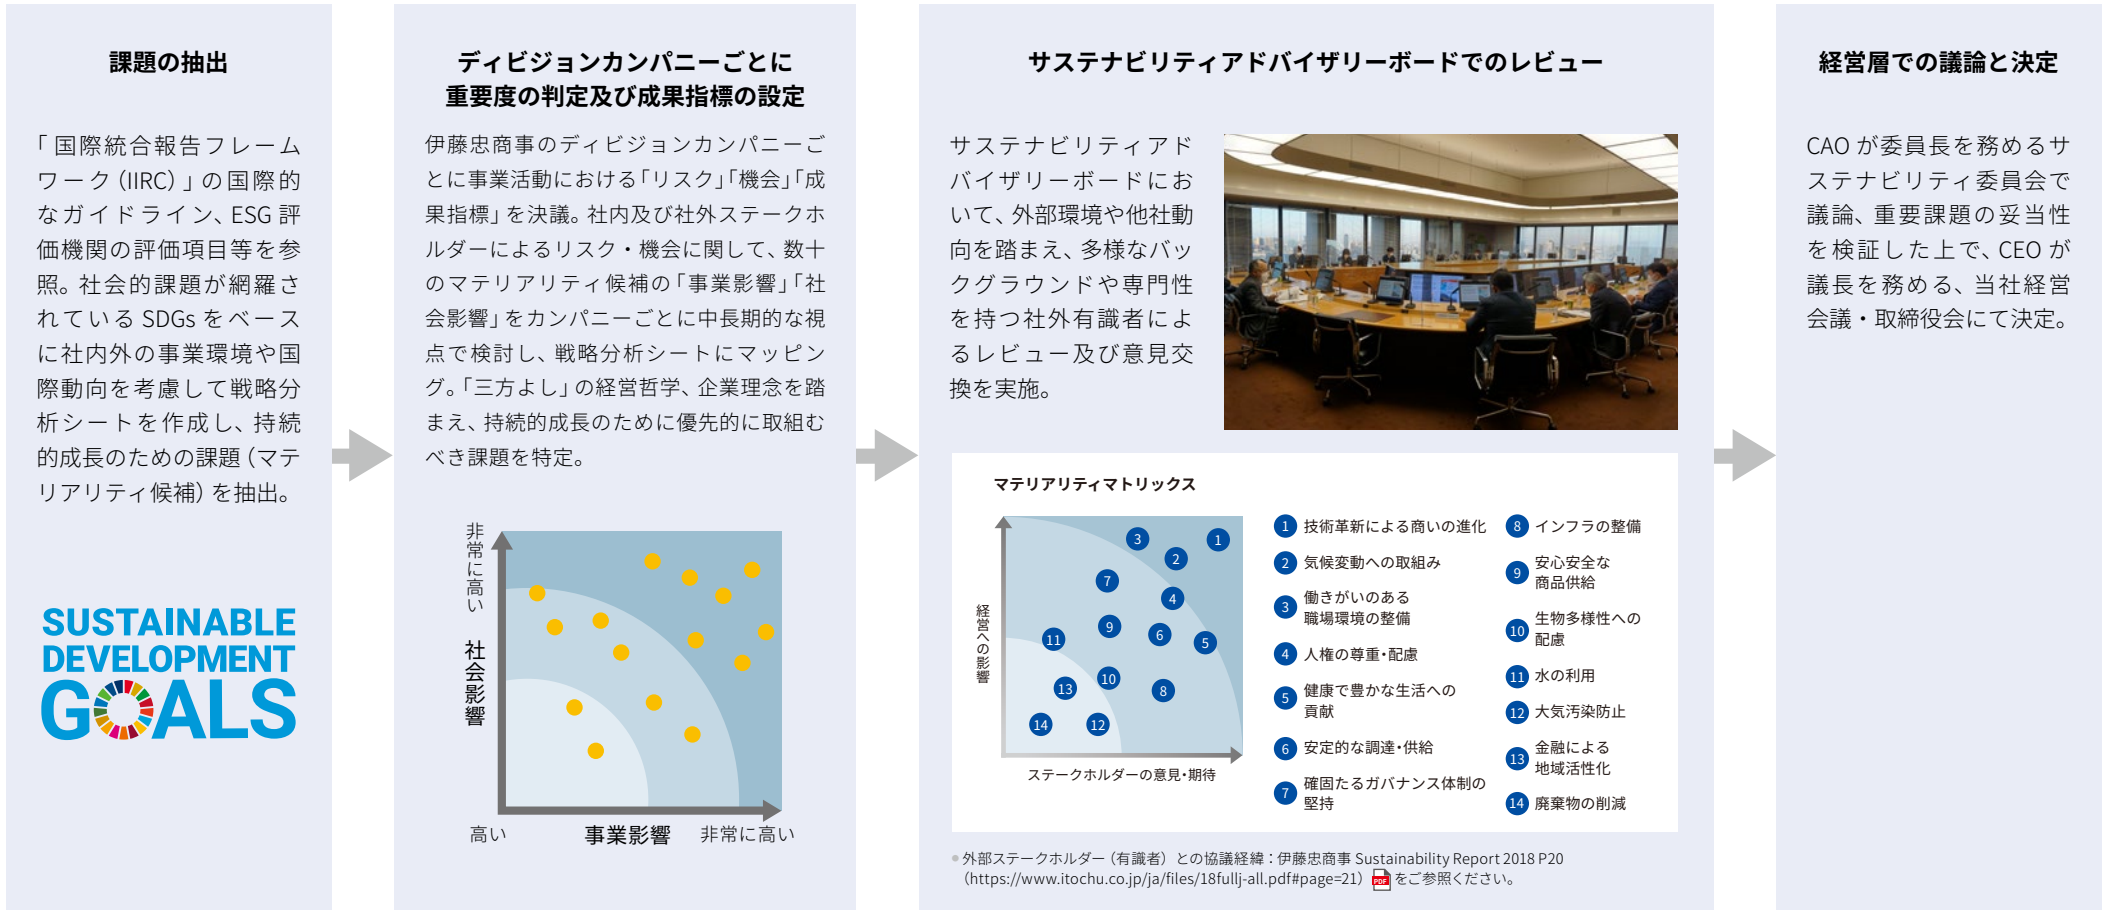 課題の抽出
「国際統合報告フレーム
ワーク（IIRC）」の国際的
なガイドライン、ESG 評
価機関の評価項目等を参
照。社会的課題が網羅さ
れている SDGs をベース
に社内外の事業環境や国
際動向を考慮して戦略分
析シートを作成し、持続
的成長のための課題（マテ
リアリティ候補）を抽出。
SUSTAINABLE
DEVELOPMENT
GOALS
ディビジョンカンパニーごとに
重要度の判定及び成果指標の設定
伊藤忠商事のディビジョンカンパニーご
とに事業活動における「リスク」「機会」「成
果指標」を決議。社内及び社外ステークホ
ルダーによるリスク・機会に関して、数十
のマテリアリティ候補の「事業影響」「社
会影響」をカンパニーごとに中長期的な視
点で検討し、戦略分析シートにマッピン
グ。「三方よし」の経営哲学、企業理念を踏
まえ、持続的成長のために優先的に取組む
べき課題を特定。
非常に高い
社会影響
高い
事業影響
非常に高い
サステナビリティアドバイザリーボードでのレビュー
サステナビリティアド
バイザリーボードにお
いて、外部環境や他社動
向を踏まえ、多様なバッ
クグラウンドや専門性
を持つ社外有識者によ
るレビュー及び意見交
換を実施。
マテリアリティマトリックス
経営への影響
3
1
2
7
4
9
6
5
11
10
13
8
14
12
ステークホルダーの意見・期待
1 技術革新による商いの進化
2 気候変動への取組み
3 働きがいのある
職場環境の整備
4 人権の尊重・配慮
5 健康で豊かな生活への
貢献
6 安定的な調達・供給
7 確固たるガバナンス体制の
堅持
8 インフラの整備
9 安心安全な
商品供給
10 生物多様性への
配慮
11 水の利用
12 大気汚染防止
13 金融による
地域活性化
14 廃棄物の削減
外部ステークホルダー（有識者）との協議経緯：伊藤忠商事 Sustainability Report 2018 P20
（https://www.itochu.co.jp/ja/files/18fullj-all.pdf#page=21） PDF をご参照ください。
経営層での議論と決定
CAO が委員長を務めるサ
ステナビリティ委員会で
議論、重要課題の妥当性
を検証した上で、CEO が
議長を務める、当社経営
会議・取締役会にて決定。